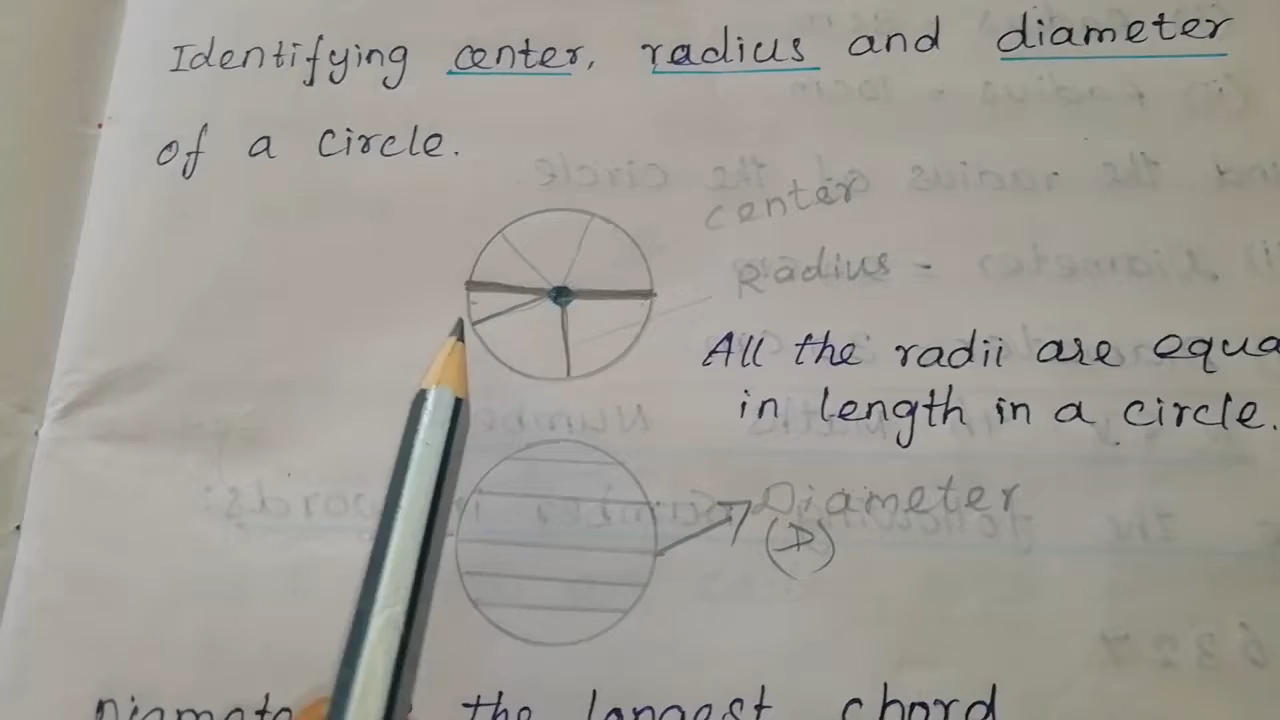 Identifying center, radius and diameter
of a circle.
center
Radius -
All the radii are equa
in length in a circle.
Diameter
(D)
the longest chord